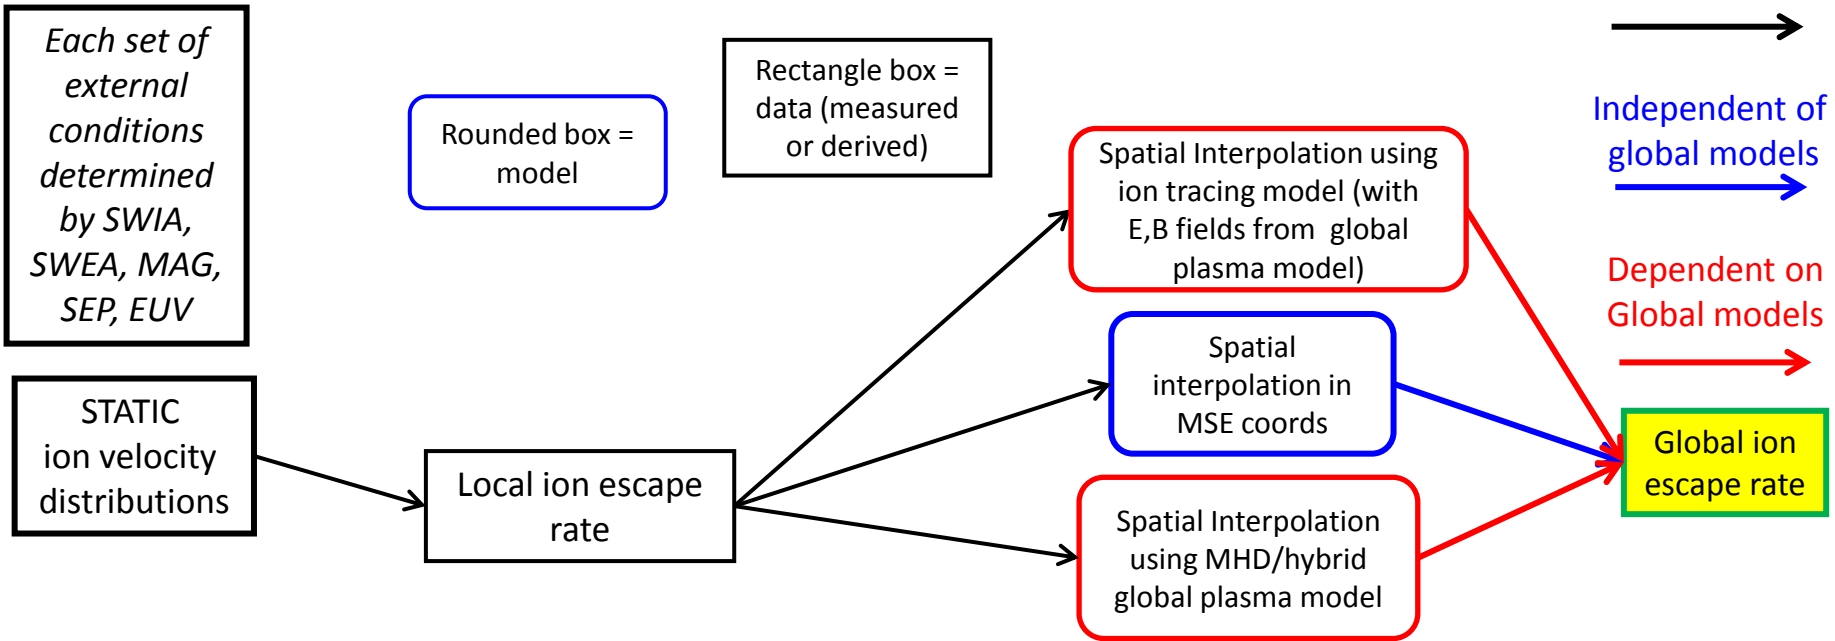 Each set of
external
conditions
determined
by SWIA,
SWEA, MAG,
SEP, EUV
Rounded box =
model
Rectangle box =
data (measured
or derived)
Independent of
global models
Dependent on
Global models
STATIC
ion velocity
distributions
Local ion escape
rate
Spatial Interpolation using
ion tracing model (with
E,B fields from global
plasma model)
Spatial
interpolation in
MSE coords
Spatial Interpolation
using MHD/hybrid
global plasma model
Global ion
escape rate